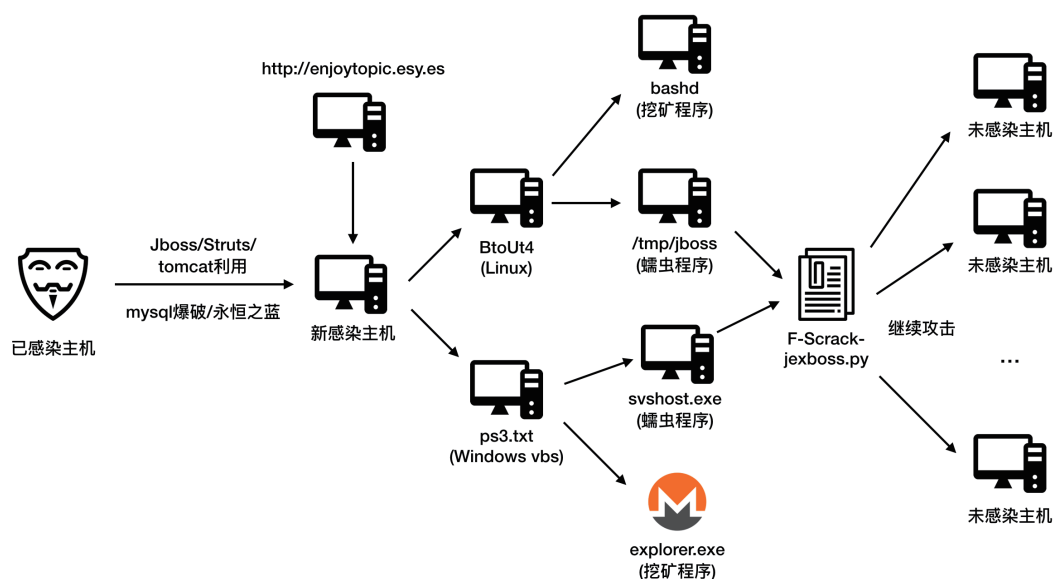 http://enjoytopic.esy.es
Jboss/Struts/
tomcat利用
mysql爆破/永恒之蓝
已感染主机
新感染主机
BtoUt4
(Linux)
ps3.txt
(Windows vbs)
bashd
(挖矿程序)
/tmp/jboss
(蠕虫程序)
svshost.exe
(蠕虫程序)
explorer.exe
(挖矿程序)
F-Scrack-
jexboss.py
继续攻击
未感染主机
未感染主机
...
未感染主机